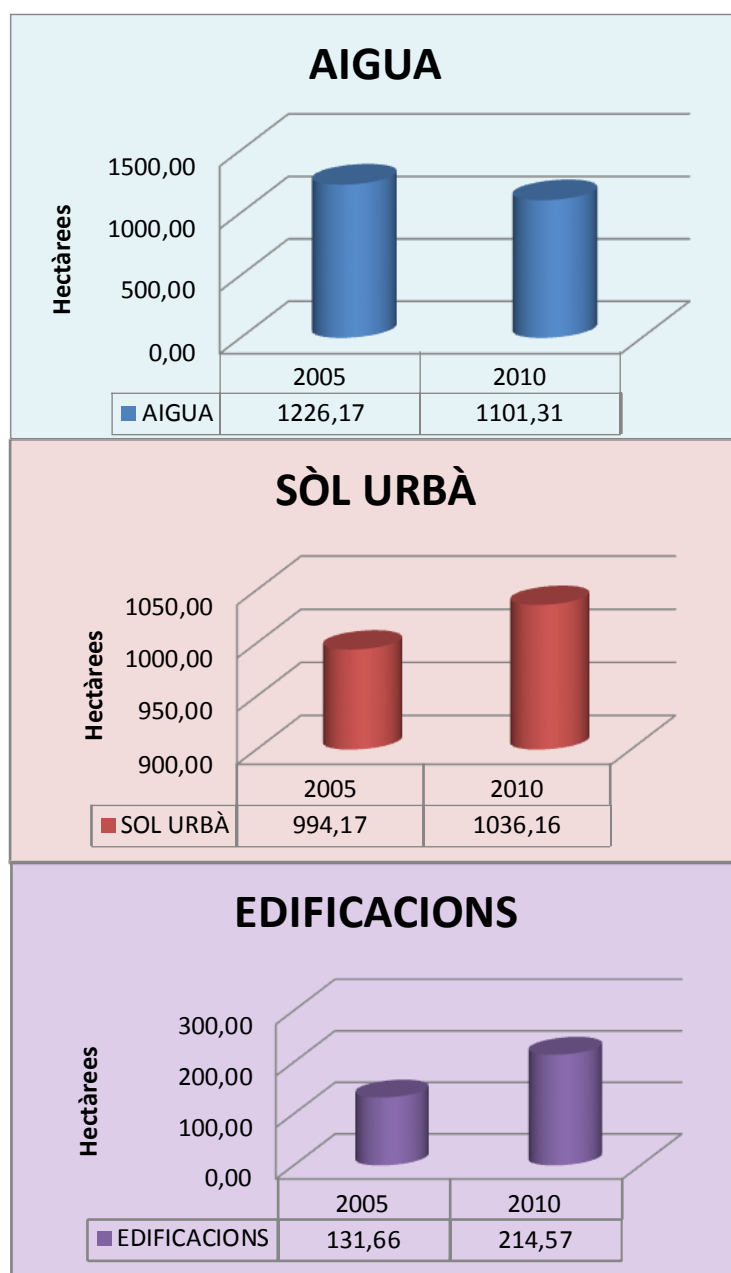 AIGUA
Hectàrees
1500,00
1000,00
500,00
0,00
2005 2010
AIGUA 1226,17 1101,31
SÒL URBÀ
Hectàrees
1050,00
1000,00
950,00
900,00
2005 2010
SOL URBÀ 994,17 1036,16
EDIFICACIONS
Hectàrees
300,00
200,00
100,00
0,00
2005 2010
EDIFICACIONS 131,66 214,57